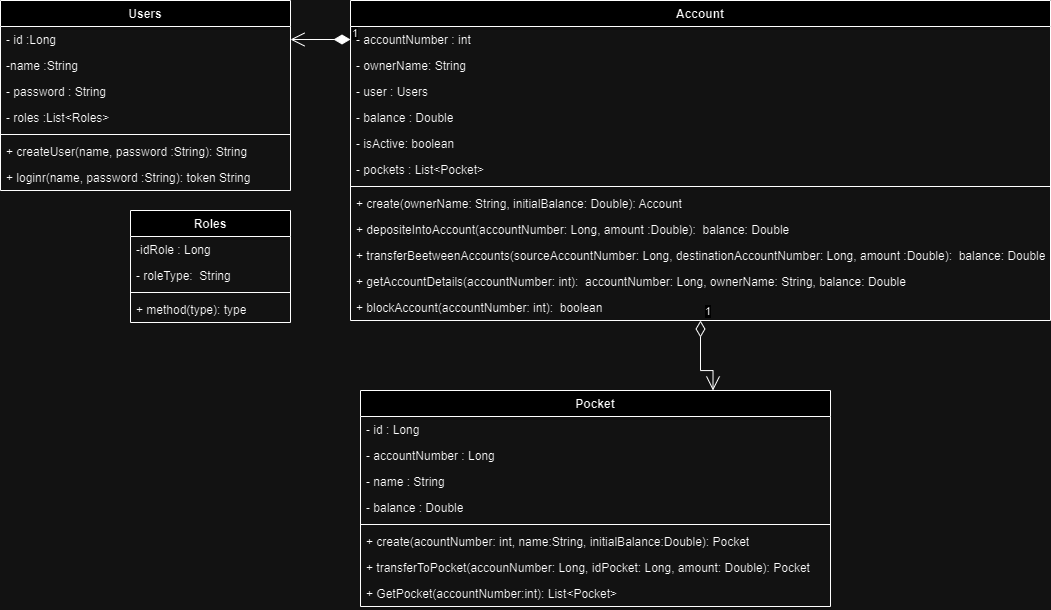 Users
- id :Long
-name :String
- password : String
- roles :List<Roles>
+ createUser(name, password :String): String
+ loginr(name, password :String): token String
Roles
-idRole : Long
- roleType:  String
+ method(type): type
1
Account
- accountNumber : int
- ownerName: String
- user : Users
- balance : Double
- isActive: boolean
- pockets : List<Pocket>
+ create(ownerName: String, initialBalance: Double): Account
+ depositeIntoAccount(accountNumber: Long, amount :Double):  balance: Double
+ transferBeetweenAccounts(sourceAccountNumber: Long, destinationAccountNumber: Long, amount :Double):  balance: Double
+ getAccountDetails(accountNumber: int):  accountNumber: Long, ownerName: String, balance: Double
+ blockAccount(accountNumber: int):  boolean
1
Pocket
- id : Long
- accountNumber : Long
- name : String
- balance : Double
+ create(acountNumber: int, name:String, initialBalance:Double): Pocket
+ transferToPocket(accounNumber: Long, idPocket: Long, amount: Double): Pocket
+ GetPocket(accountNumber:int): List<Pocket>